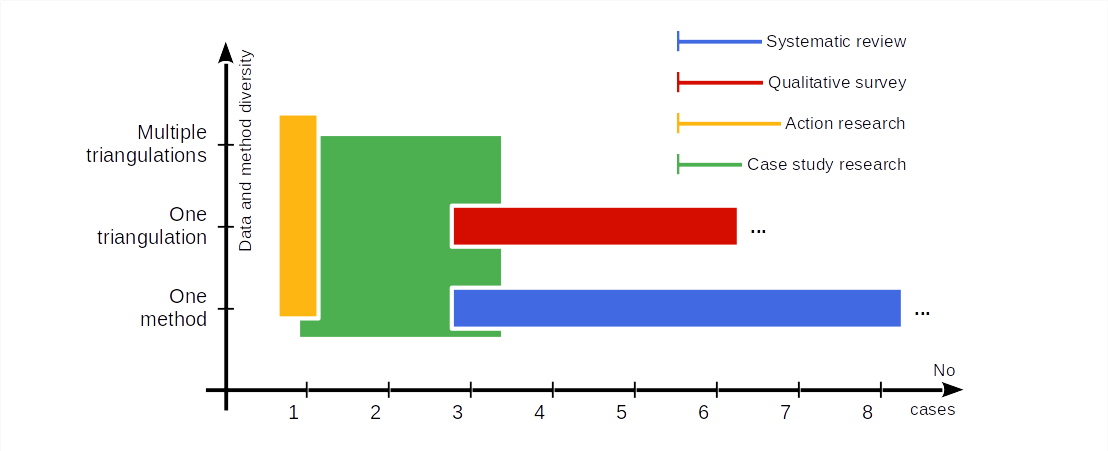 Systematic review
Qualitative survey
Action research
Case study research
Data and method diversity
Multiple
triangulations
One
triangulation
...
One
method
...
No
cases
1 2 3 4 5 6 7 8